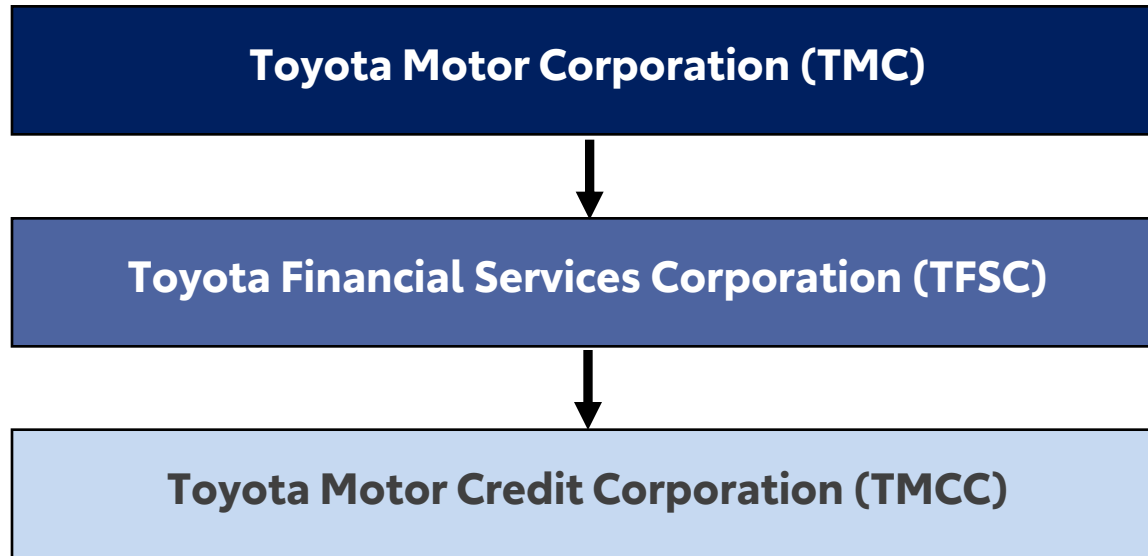 Toyota Motor Corporation (TMC)
Toyota Financial Services Corporation (TFSC)
Toyota Motor Credit Corporation (TMCC)